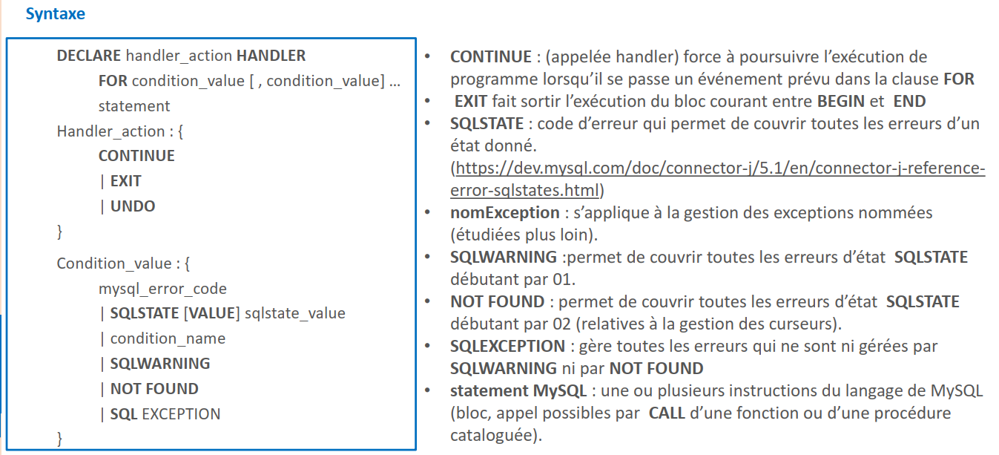 Syntaxe
DECLARE handler_action HANDLER
FOR condition_value [ , condition_value] ...
statement
Handler_action : {
CONTINUE
| EXIT
| UNDO
}
Condition_value : {
mysql_error_code
| SQLSTATE [VALUE] sqlstate_value
| condition_name
| SQLWARNING
| NOT FOUND
| SQL EXCEPTION
}
• CONTINUE : (appelée handler) force à poursuivre l’exécution de
programme lorsqu’il se passe un événement prévu dans la clause FOR
• EXIT fait sortir l’exécution du bloc courant entre BEGIN et END
• SQLSTATE : code d’erreur qui permet de couvrir toutes les erreurs d’un
état donné.
(https://dev.mysql.com/doc/connector-j/5.1/en/connector-j-reference-
error-sqlstates.html)
• nomException : s’applique à la gestion des exceptions nommées
(étudiées plus loin).
• SQLWARNING :permet de couvrir toutes les erreurs d’état SQLSTATE
débutant par 01.
• NOT FOUND : permet de couvrir toutes les erreurs d’état SQLSTATE
débutant par 02 (relatives à la gestion des curseurs).
• SQLEXCEPTION : gère toutes les erreurs qui ne sont ni gérées par
SQLWARNING ni par NOT FOUND
• statement MySQL : une ou plusieurs instructions du langage de MySQL
(bloc, appel possibles par CALL d’une fonction ou d’une procédure
cataloguée).